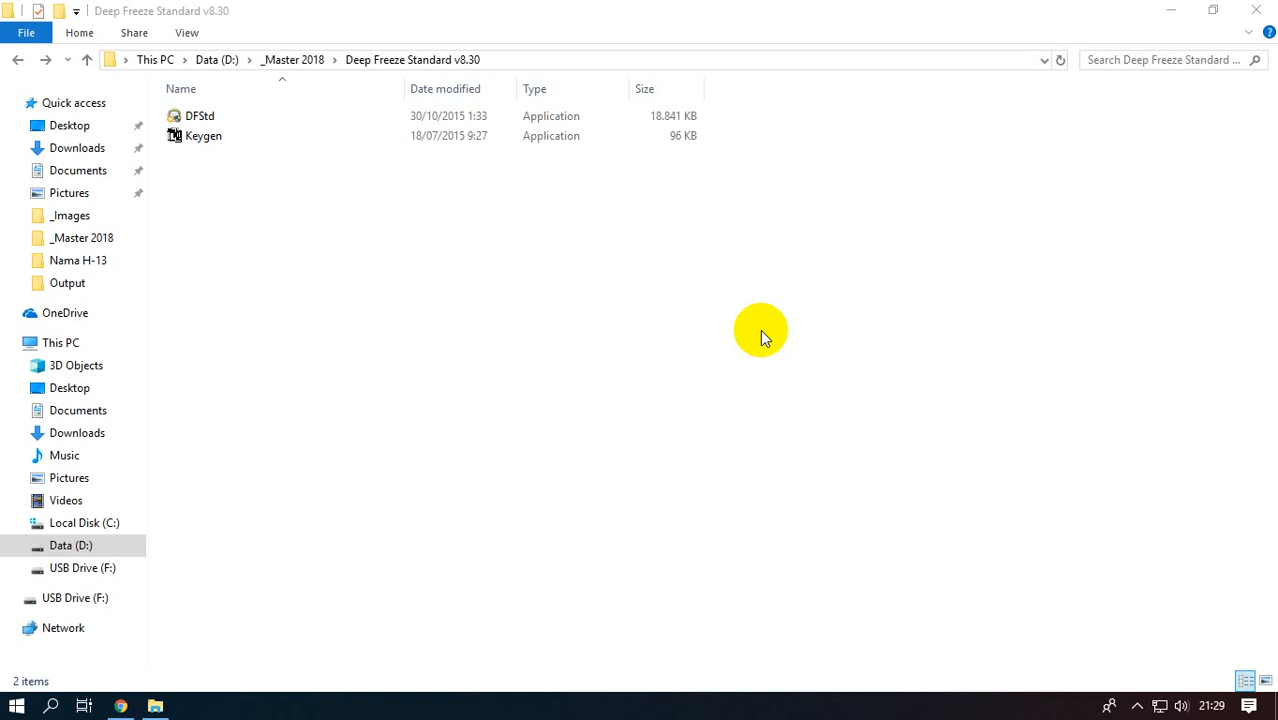 Deep Freeze Standard v8.30
File Home Share View
This PC Data (D:) _Master 2018 Deep Freeze Standard v8.30 Search Deep Freeze Standard ...
Name Date modified Type Size
DFStd 30/10/2015 1:33 Application 18.841 KB
Keygen 18/07/2015 9:27 Application 96 KB
Quick access
Desktop
Downloads
Documents
Pictures
_Images
_Master 2018
Nama H-13
Output
OneDrive
This PC
3D Objects
Desktop
Documents
Downloads
Music
Pictures
Videos
Local Disk (C:)
Data (D:)
USB Drive (F:)
USB Drive (F:)
Network
2 items
21:29